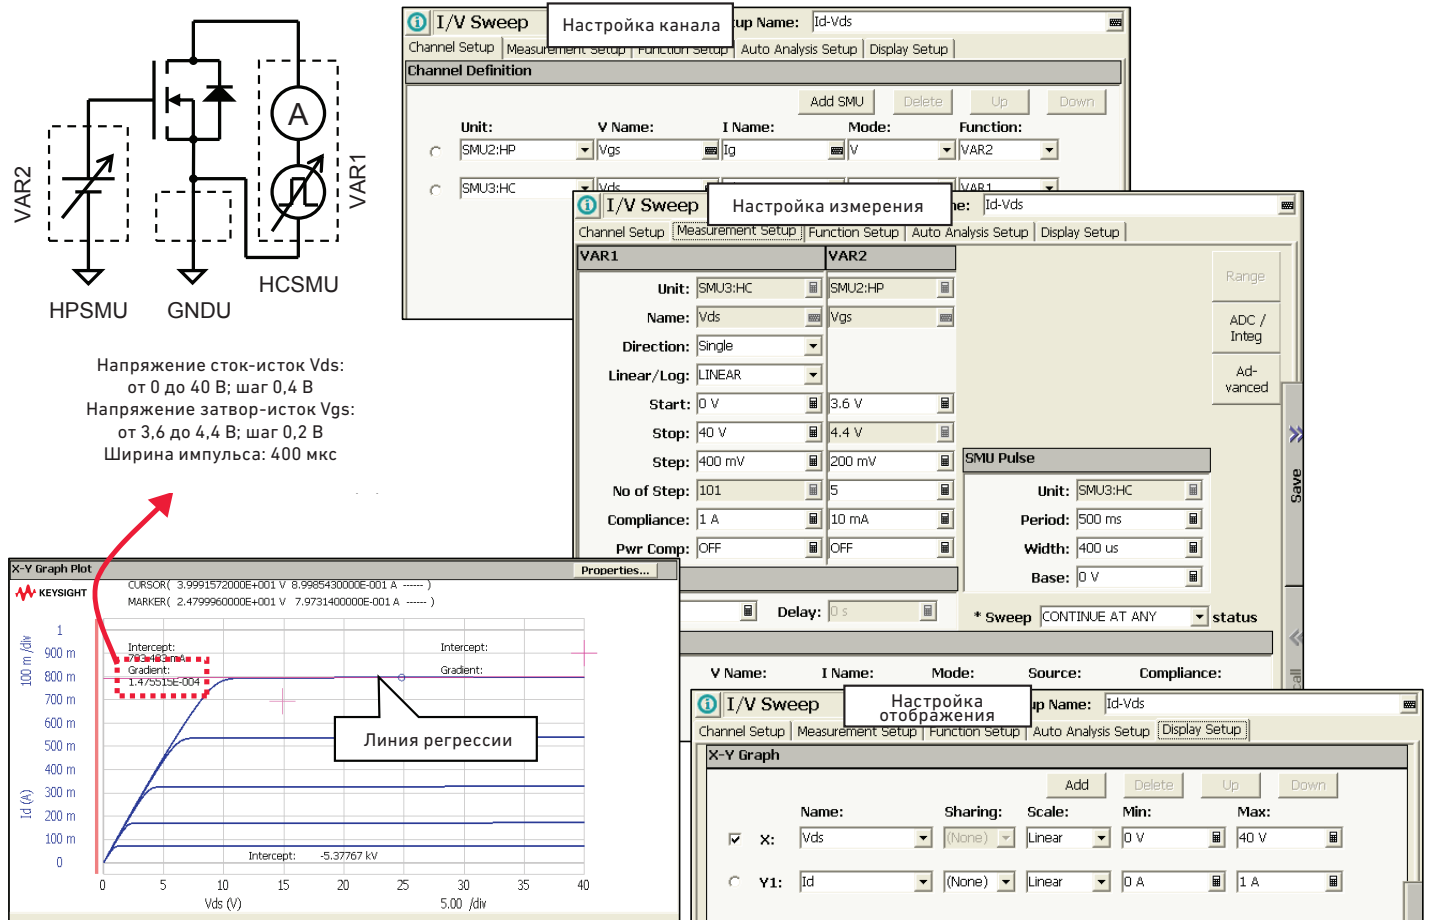 VAR2
A
VAR1
HPSMU
GNDU
HCSMU
Напряжение сток-исток Vds:
от 0 до 40 В; шаг 0,4 В
Напряжение затвор-исток Vgs:
от 3,6 до 4,4 В; шаг 0,2 В
Ширина импульса: 400 мкс
I/V Sweep
Настройка канала
up Name: Id-Vds
Channel Setup Measurement Setup Function Setup Auto Analysis Setup Display Setup
Channel Definition
Add SMU Delete Up Down
Unit: V Name: I Name: Mode: Function:
SMU2:HP Vgs Ig V VAR2
SMU3:HC Vds VAR1
I/V Sweep
Настройка измерения
ne: Id-Vds
Channel Setup Measurement Setup Function Setup Auto Analysis Setup Display Setup
VAR1 VAR2
Unit: SMU3:HC SMU2:HP
Name: Vds Vgs
Direction: Single
Linear/Log: LINEAR
Start: 0 V 3.6 V
Stop: 40 V 4.4 V
Step: 400 mV 200 mV
No of Step: 101 5
Compliance: 1 A 10 mA
Pwr Comp: OFF OFF
Range
ADC /
Integ
Ad-
vanced
Save
SMU Pulse
Unit: SMU3:HC
Period: 500 ms
Width: 400 us
Base: 0 V
Delay: 0 s
* Sweep CONTINUE AT ANY status
call
V Name: I Name: Mode: Source: Compliance:
I/V Sweep
Настройка
отображения
up Name: Id-Vds
Channel Setup Measurement Setup Function Setup Auto Analysis Setup Display Setup
X-Y Graph
Add Delete Up Down
Name: Sharing: Scale: Min: Max:
X: Vds (None) Linear 0 V 40 V
Y1: Id (None) Linear 0 A 1 A
X-Y Graph Plot
Properties...
KEYSIGHT
CURSOR( 3.9991572000E+001 V 8.9985430000E-001 A ------ )
MARKER( 2.4799960000E+001 V 7.9731400000E-001 A ------ )
Intercept:
793.483 mA
Gradient:
1.475515E-004
Intercept:
Gradient:
Линия регрессии
Intercept: -5.37767 kV
100 m /div
Id (A)
1
900 m
800 m
700 m
600 m
500 m
400 m
300 m
200 m
100 m
0
0 5 10 15 20 25 30 35 40
Vds (V) 5.00 /div